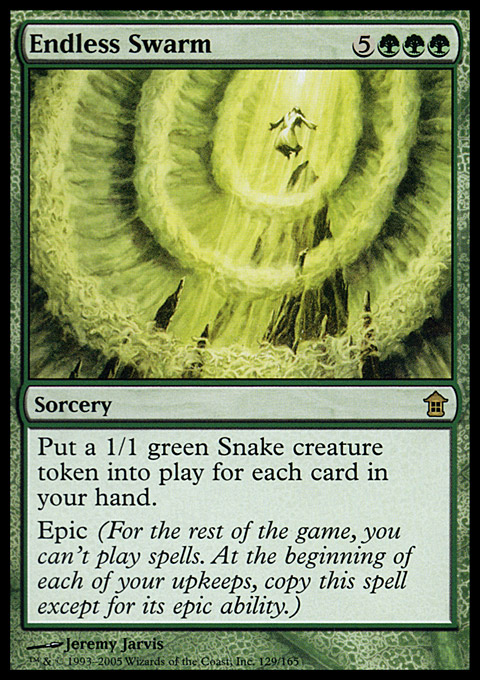 Endless Swarm 5
Sorcery
Put a 1/1 green Snake creature
token into play for each card in
your hand.
Epic (For the rest of the game, you
can't play spells. At the beginning of
each of your upkeeps, copy this spell
except for its epic ability.)
Jeremy Jarvis
™ & © 1993–2005 Wizards of the Coast, Inc. 129/165